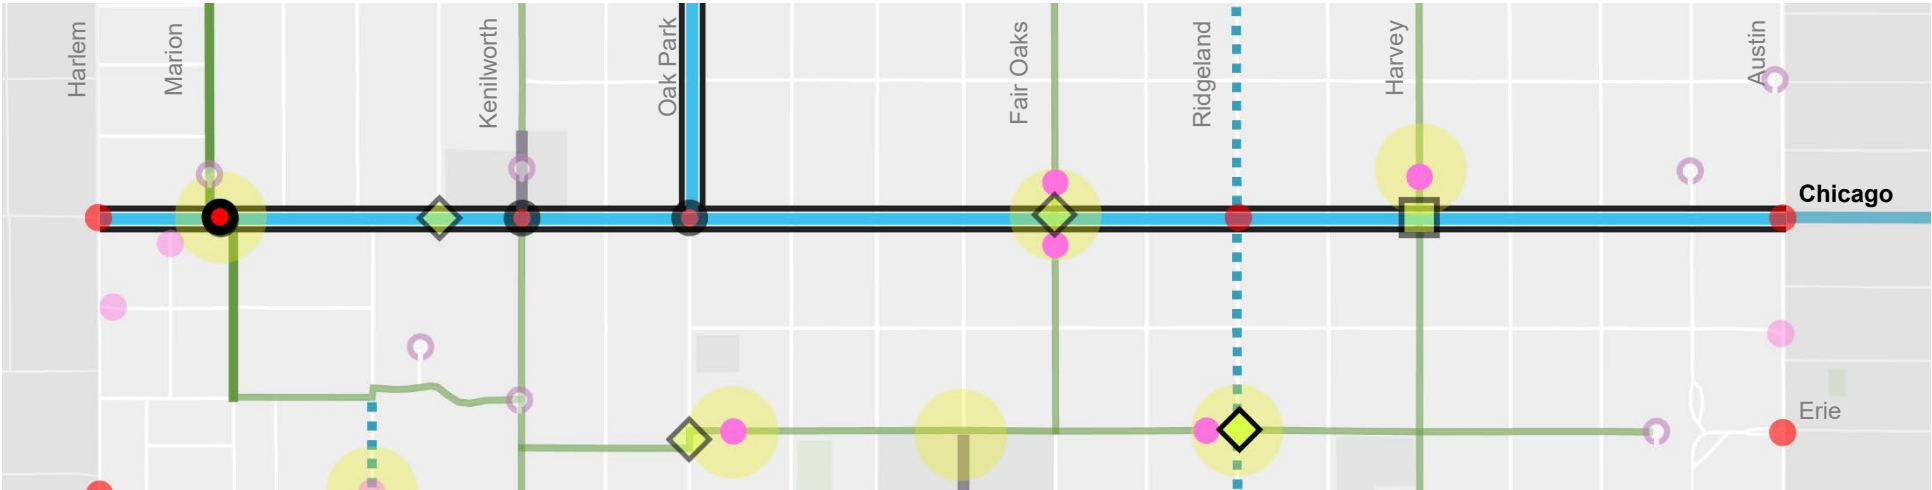 Harlem
Marion
Kenilworth
Oak Park
Fair Oaks
Ridgeland
Harvey
Austin
Chicago
Erie